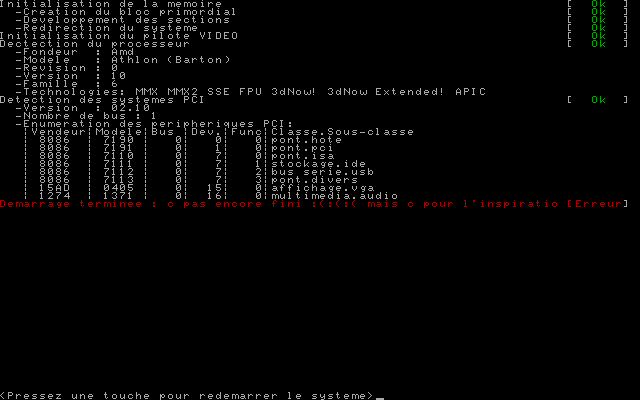 Initialisation de la memoire [ Ok ]
-Creation du bloc primordial
-Developpement des sections
-Redirection du systeme
Initialisation du pilote VIDEO [ Ok ]
Dectection du processeur [ Ok ]
-Fondeur : Amd
-Modele : Athlon (Barton)
-Revision : 0
-Version : 10
-Famille : 6
-Technologies: MMX MMX2 SSE FPU 3dNow! 3dNow Extended! APIC
Detection des systemes PCI [ Ok ]
-Version : 02.10
-Nombre de bus : 1
-Enumeration des peripheriques PCI:
|Vendeur|Modele|Bus |Dev.|Func|Classe.Sous-classe
| 8086 | 7190 | 0| 0| 0|pont.hote
| 8086 | 7191 | 0| 1| 0|pont.pci
| 8086 | 7110 | 0| 7| 0|pont.isa
| 8086 | 7111 | 0| 7| 1|stockage.ide
| 8086 | 7112 | 0| 7| 2|bus serie.usb
| 8086 | 7113 | 0| 7| 3|pont.divers
| 15AD | 0405 | 0| 15| 0|affichage.vga
| 1274 | 1371 | 0| 16| 0|multimedia.audio
Demarrage terminee : c pas encore fini :(:(:(:( mais c pour l'inspiratio [Erreur]
<Pressez une touche pour redemarrer le systeme>_